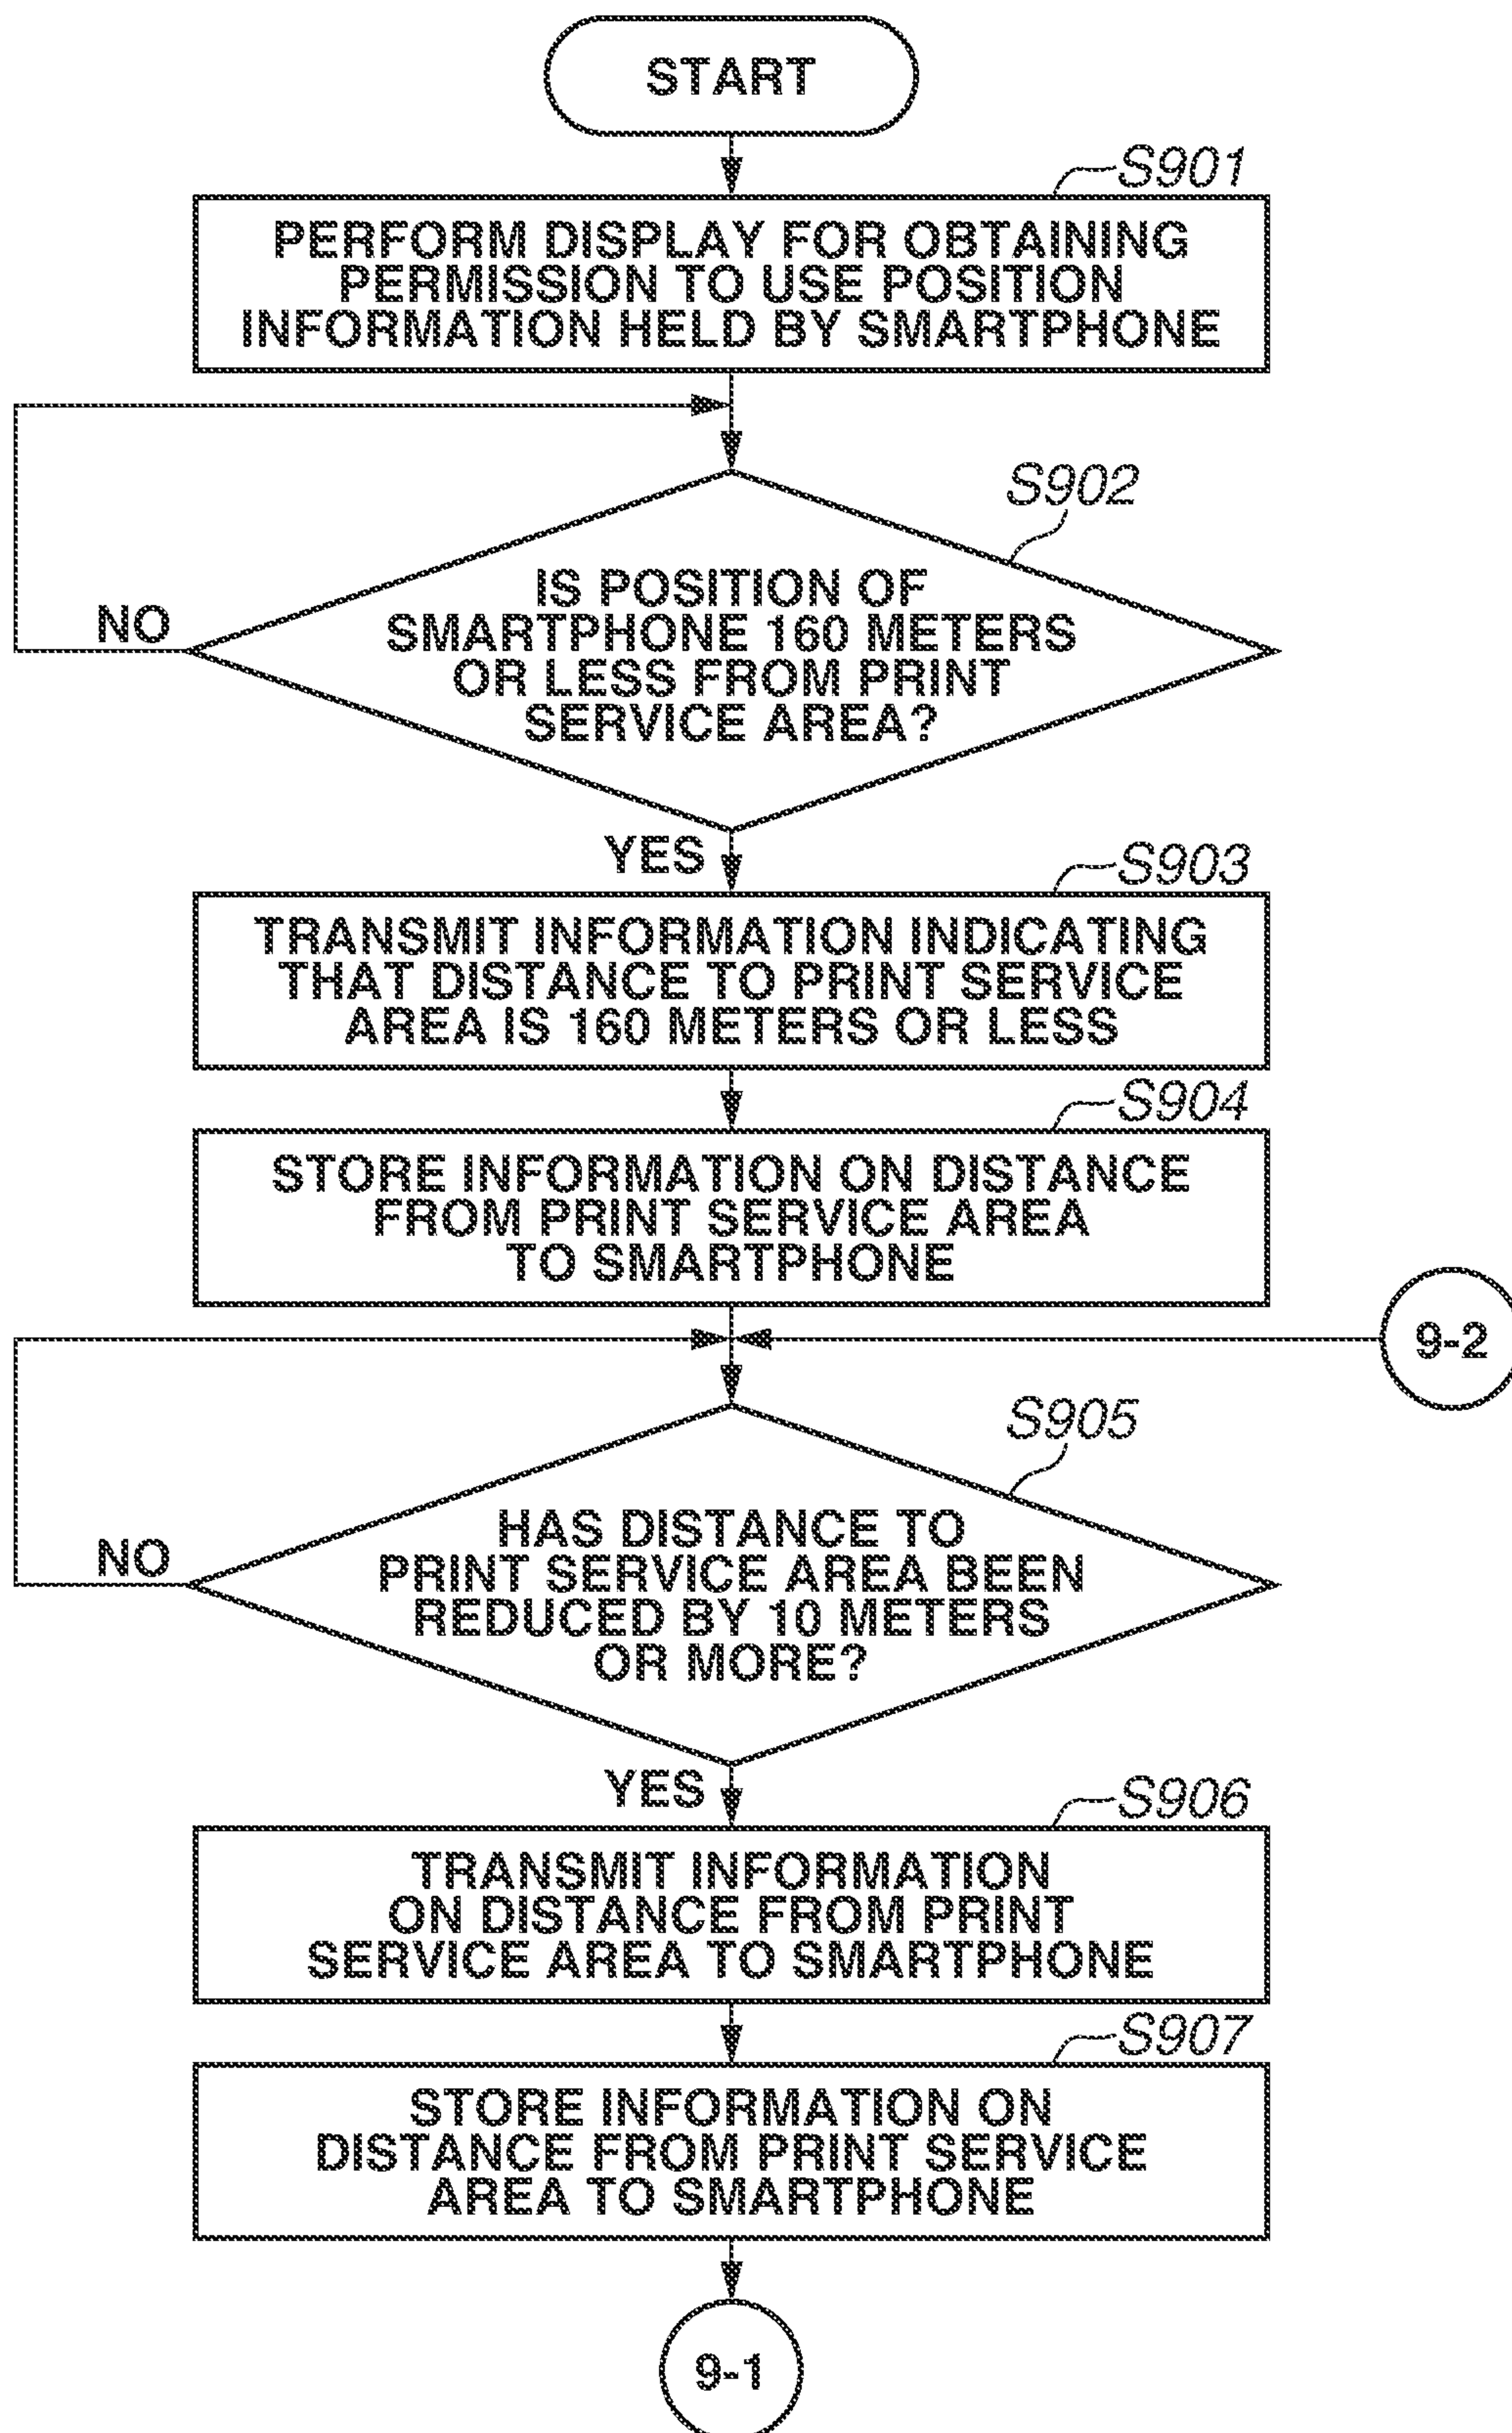 START
S901
PERFORM DISPLAY FOR OBTAINING
PERMISSION TO USE POSITION
INFORMATION HELD BY SMARTPHONE
S902
IS POSITION OF
SMARTPHONE 160 METERS
OR LESS FROM PRINT
SERVICE AREA?
NO
YES
S903
TRANSMIT INFORMATION INDICATING
THAT DISTANCE TO PRINT SERVICE
AREA IS 160 METERS OR LESS
S904
STORE INFORMATION ON DISTANCE
FROM PRINT SERVICE AREA
TO SMARTPHONE
9-2
S905
HAS DISTANCE TO
PRINT SERVICE AREA BEEN
REDUCED BY 10 METERS
OR MORE?
NO
YES
S906
TRANSMIT INFORMATION
ON DISTANCE FROM PRINT
SERVICE AREA TO SMARTPHONE
S907
STORE INFORMATION ON
DISTANCE FROM PRINT SERVICE
AREA TO SMARTPHONE
9-1